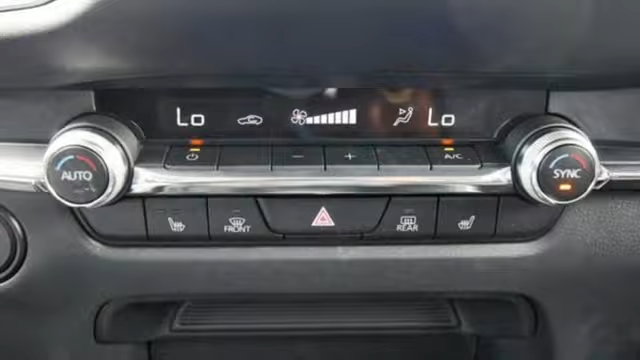 Lo Lo
- + A/C
AUTO SYNC
FRONT REAR